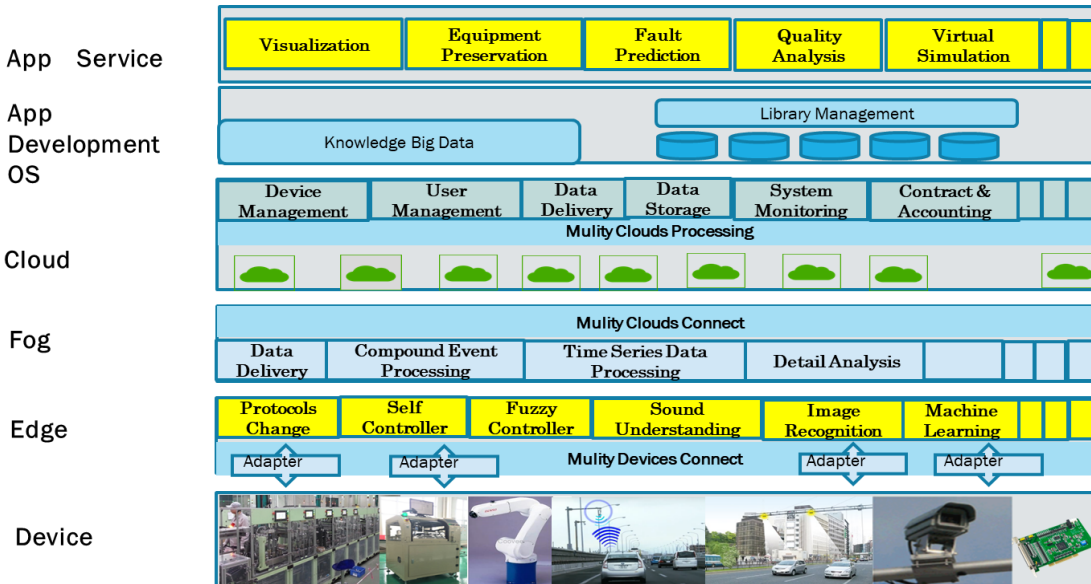 App Service
Visualization
Equipment
Preservation
Fault
Prediction
Quality
Analysis
Virtual
Simulation
App
Development
OS
Knowledge Big Data
Library Management
Device
Management
User
Management
Data
Delivery
Data
Storage
System
Monitoring
Contract &
Accounting
Mulity Clouds Processing
Cloud
Fog
Mulity Clouds Connect
Data
Delivery
Compound Event
Processing
Time Series Data
Processing
Detail Analysis
Edge
Protocols
Change
Self
Controller
Fuzzy
Controller
Sound
Understanding
Image
Recognition
Machine
Learning
Adapter
Adapter
Mulity Devices Connect
Adapter
Adapter
Device